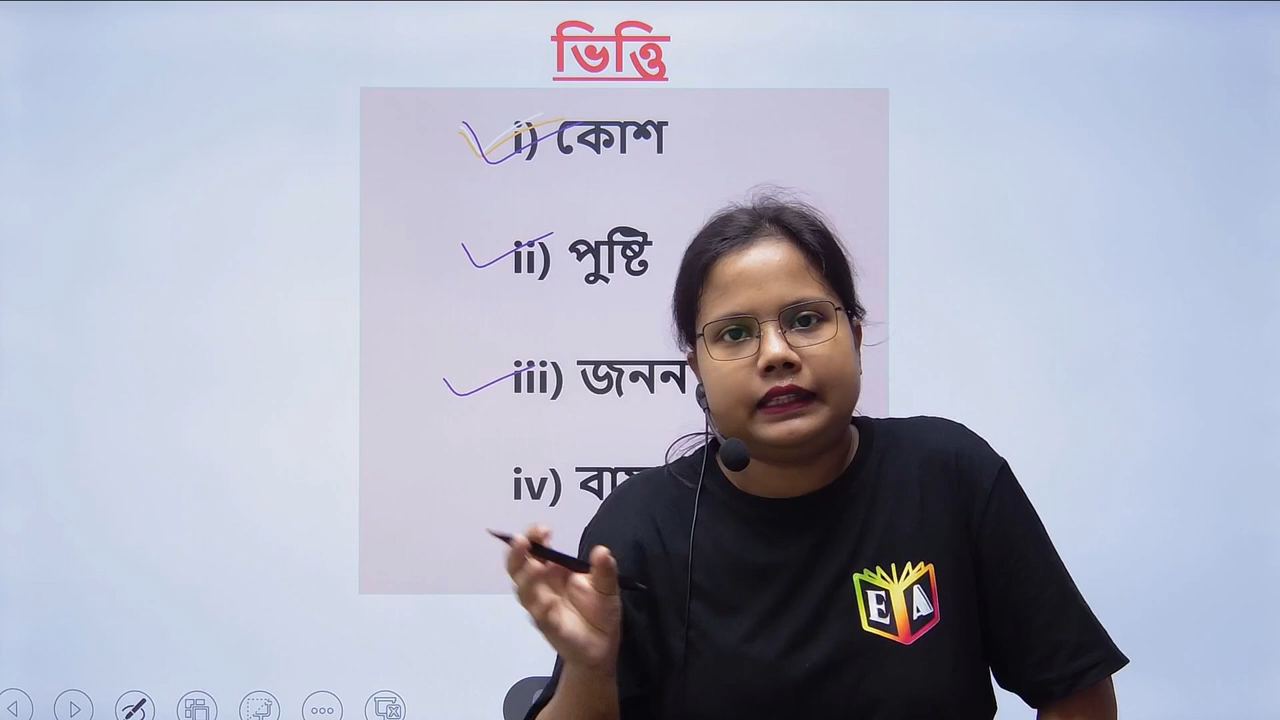 ভিত্তি
i) কোশ
ii) পুষ্টি
iii) জনন
iv)
E A